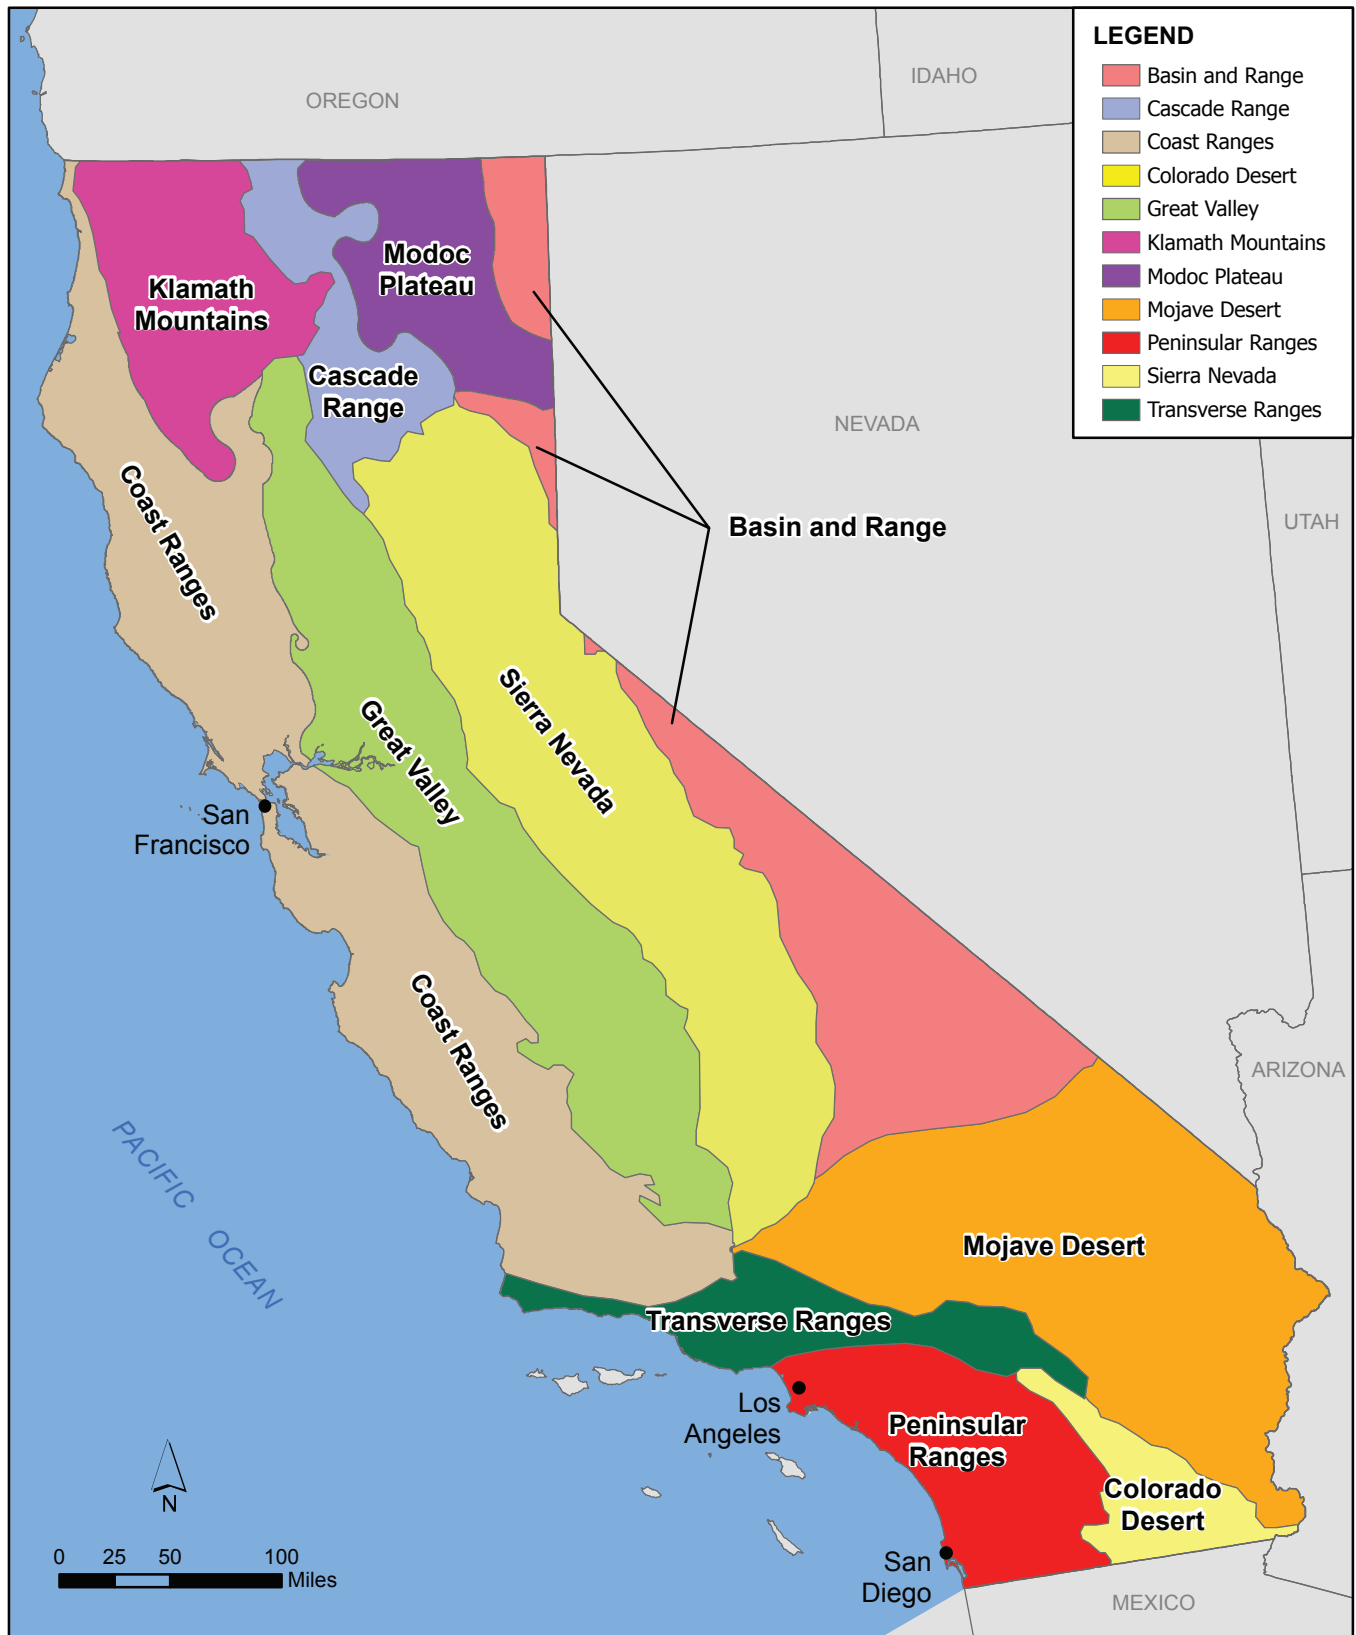 LEGEND
Basin and Range
Cascade Range
Coast Ranges
Colorado Desert
Great Valley
Klamath Mountains
Modoc Plateau
Mojave Desert
Peninsular Ranges
Sierra Nevada
Transverse Ranges
OREGON
IDAHO
NEVADA
UTAH
ARIZONA
MEXICO
Klamath
Mountains
Modoc
Plateau
Cascade
Range
Coast Ranges
Basin and Range
Sierra Nevada
Great Valley
San
Francisco
Coast Ranges
PACIFIC OCEAN
Mojave Desert
Transverse Ranges
Los
Angeles
Peninsular
Ranges
Colorado
Desert
San
Diego
N
0 25 50 100
Miles